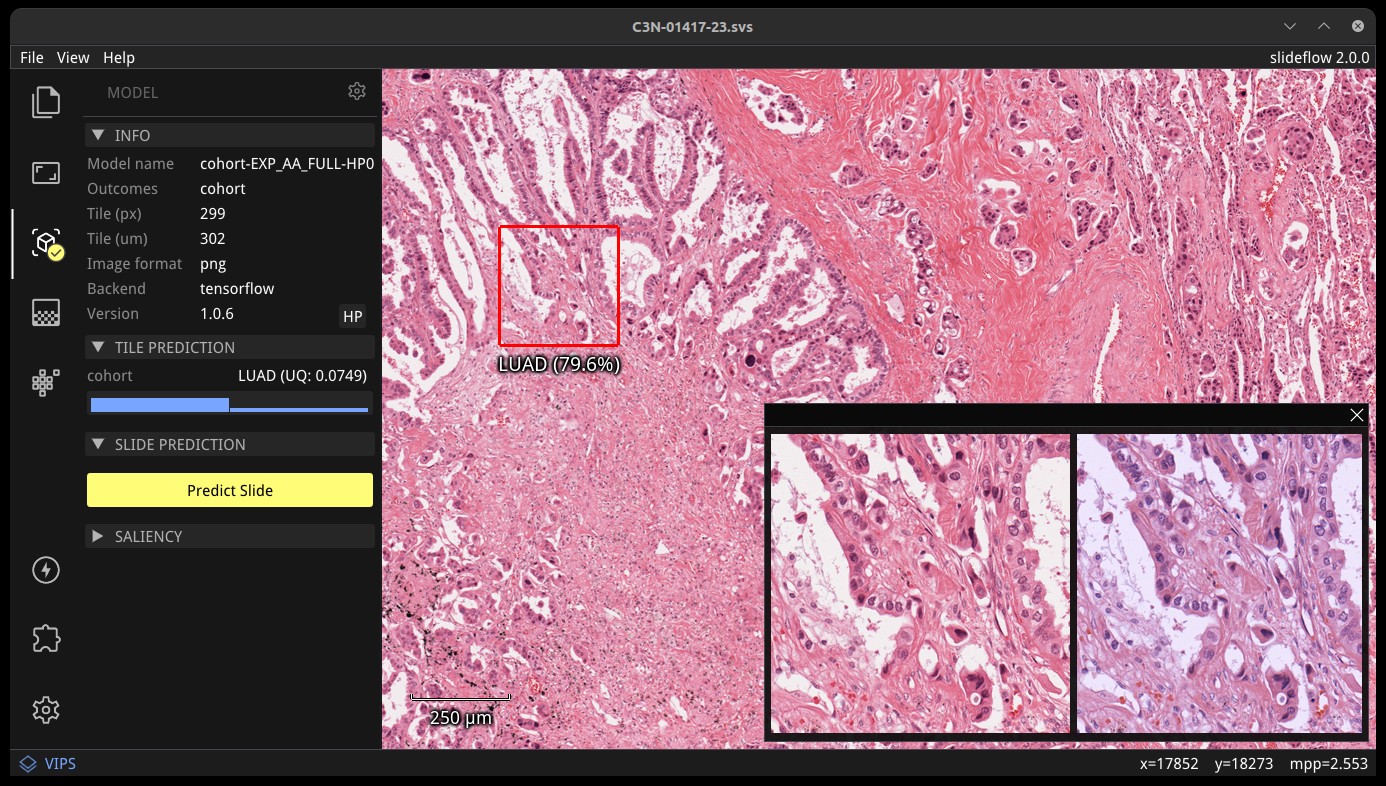 C3N-01417-23.svs
File View Help slideflow 2.0.0
MODEL
INFO
Model name cohort-EXP_AA_FULL-HP0
Outcomes cohort
Tile (px) 299
Tile (um) 302
Image format png
Backend tensorflow
Version 1.0.6 HP
TILE PREDICTION
cohort LUAD (UQ: 0.0749)
SLIDE PREDICTION
Predict Slide
SALIENCY
LUAD (79.6%)
250 µm
VIPS x=17852 y=18273 mpp=2.553